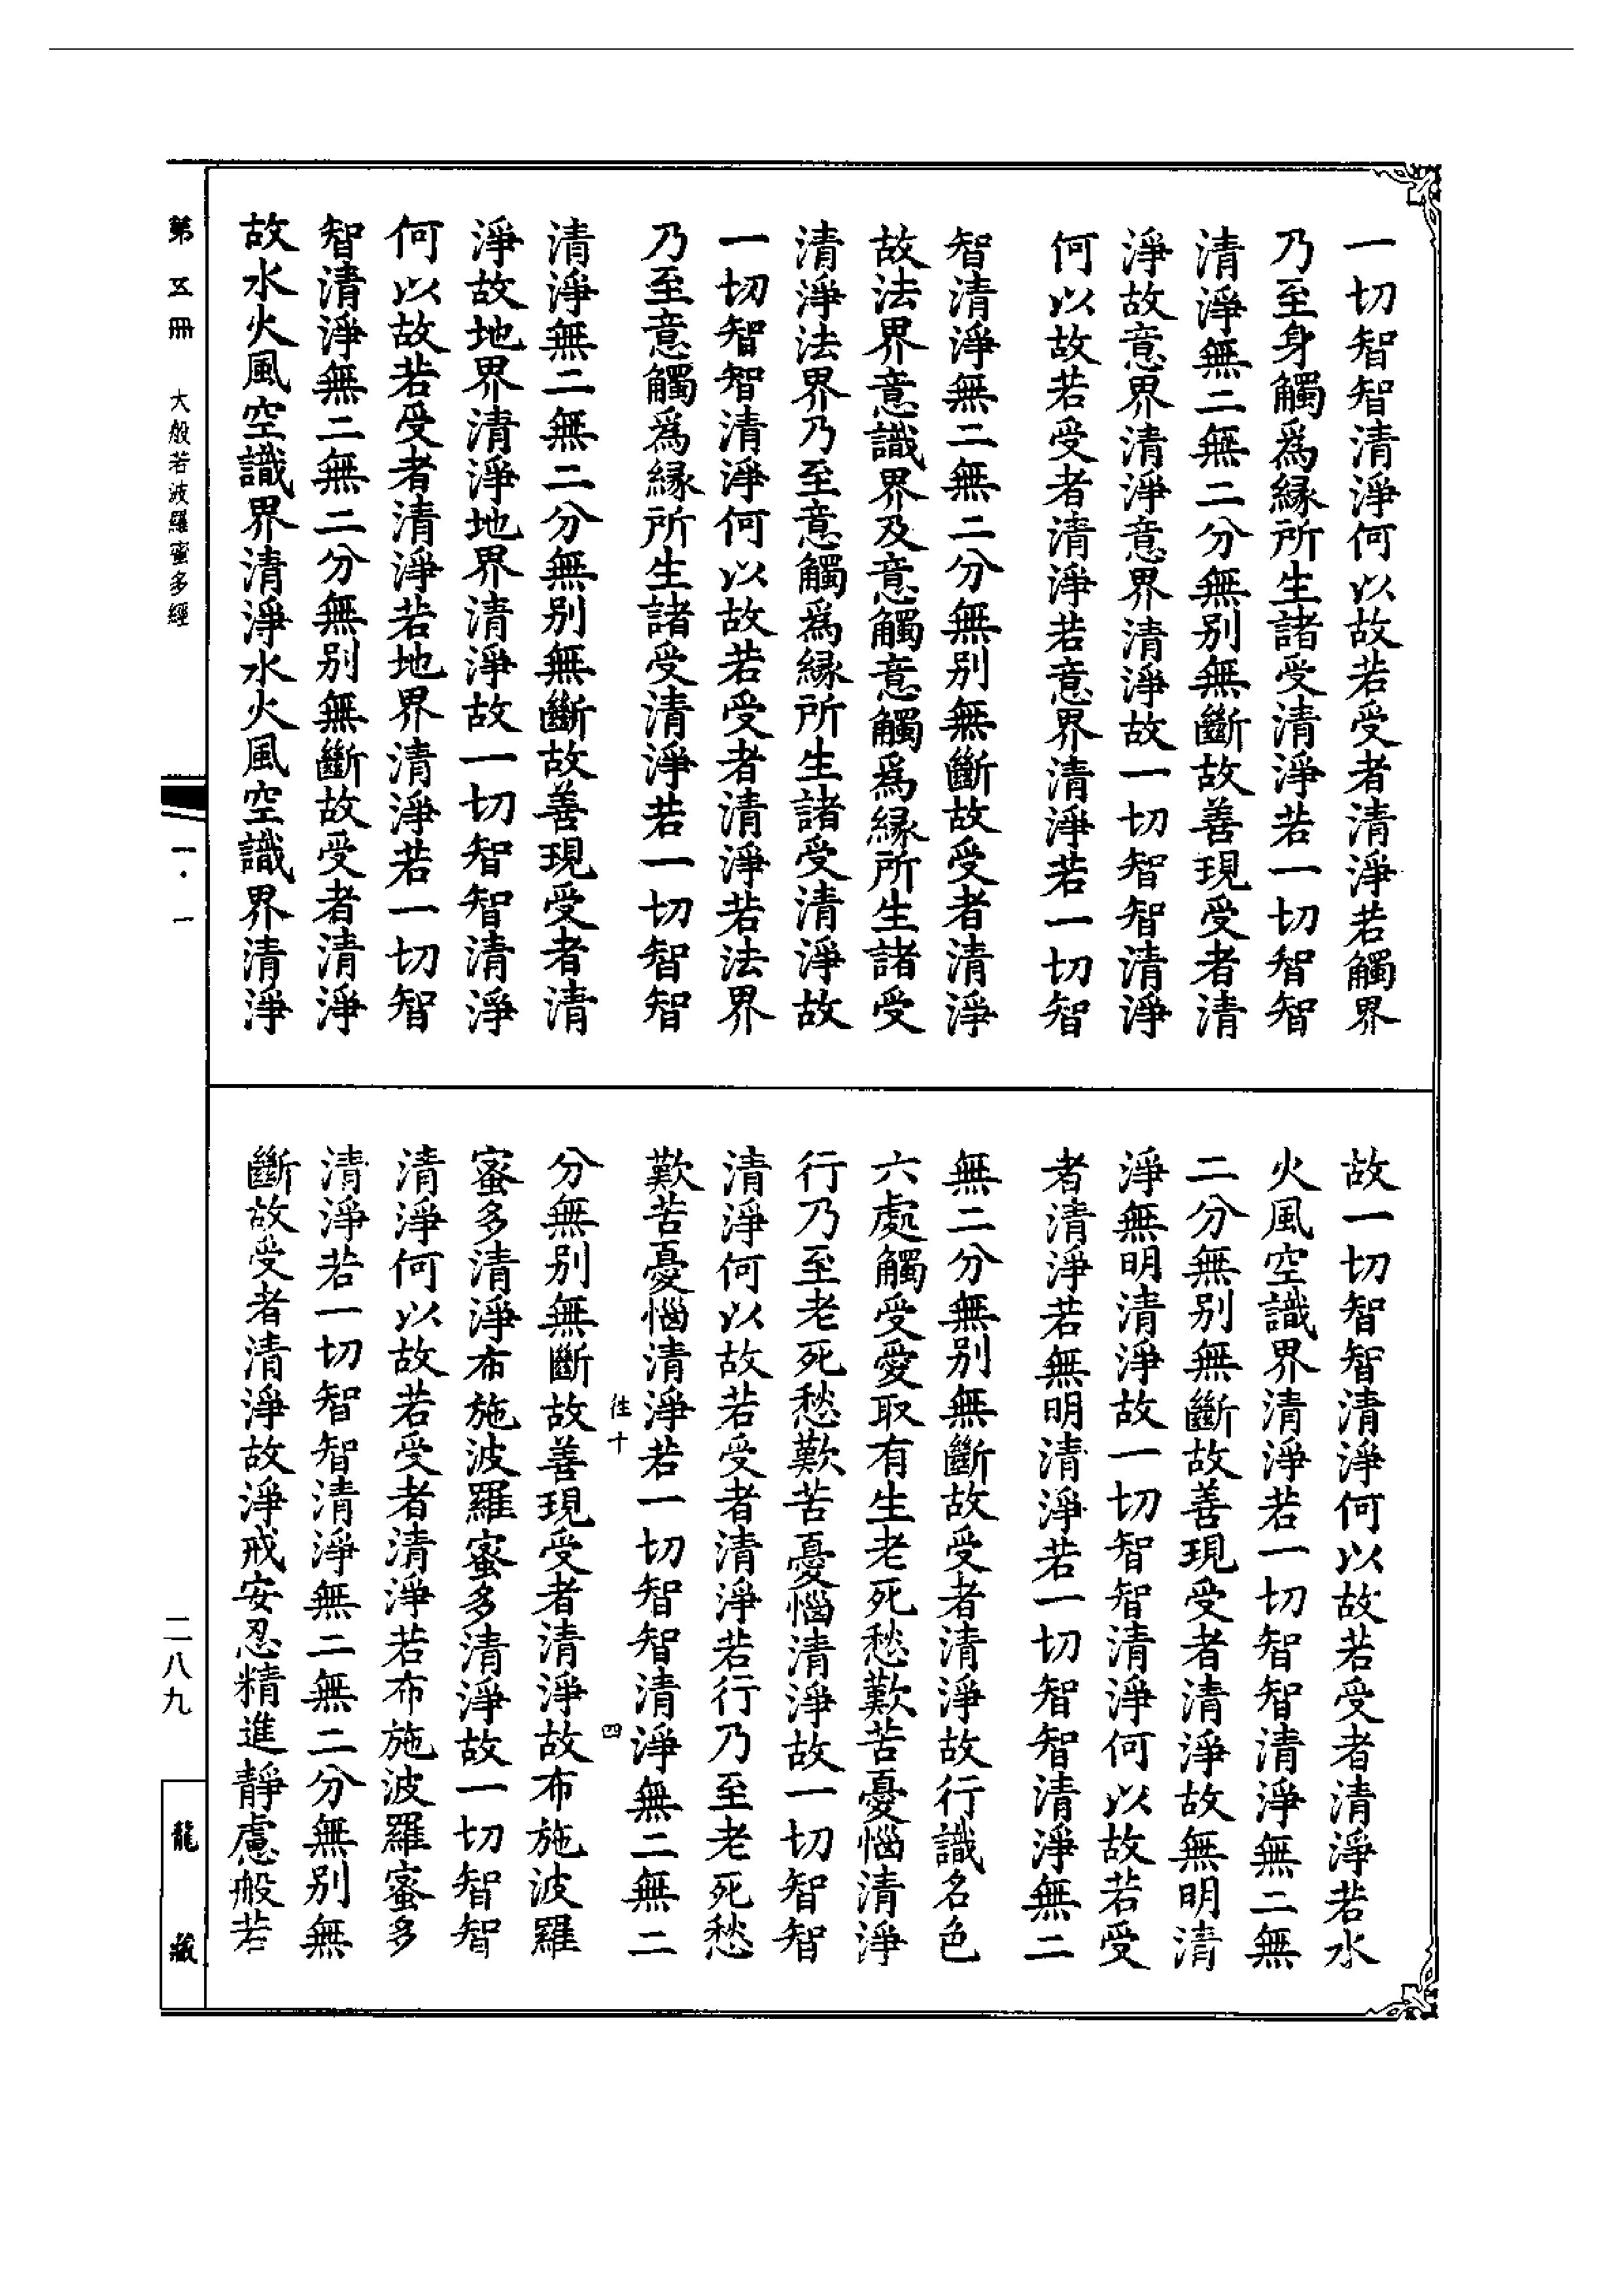 一切智智清淨何以故若受者清淨若觸界
乃至身觸爲緣所生諸受清淨若一切智智
清淨無二無二分無别無斷故善現受者清
淨故意界清淨意界清淨故一切智智清淨
何以故若受者清淨若意界清淨若一切智
智清淨無二無二分無别無斷故受者清淨
故法界意識界及意觸意觸爲緣所生諸受
清淨法界乃至意觸爲緣所生諸受清淨故
一切智智清淨何以故若受者清淨若法界
乃至意觸爲緣所生諸受清淨若一切智智
清淨無二無二分無别無斷故善現受者清
淨故地界清淨地界清淨故一切智智清淨
何以故若受者清淨若地界清淨若一切智
智清淨無二無二分無别無斷故受者清淨
故水火風空識界清淨水火風空識界清淨
故一切智智清淨何以故若受者清淨若水
火風空識界清淨若一切智智清淨無二無
二分無别無斷故善現受者清淨故無明清
淨無明清淨故一切智智清淨何以故若受
者清淨若無明清淨若一切智智清淨無二
無二分無别無斷故受者清淨故行識名色
六處觸受愛取有生老死愁歎苦憂惱清淨
行乃至老死愁歎苦憂惱清淨故一切智智
清淨何以故若受者清淨若行乃至老死愁
歎苦憂惱清淨若一切智智清淨無二無二
往十 四
分無别無斷故善現受者清淨故布施波羅
蜜多清淨布施波羅蜜多清淨故一切智智
清淨何以故若受者清淨若布施波羅蜜多
清淨若一切智智清淨無二無二分無别無
斷故受者清淨故淨戒安忍精進靜慮般若
第五冊 大般若波羅蜜多經
一·一
二八九
龍藏